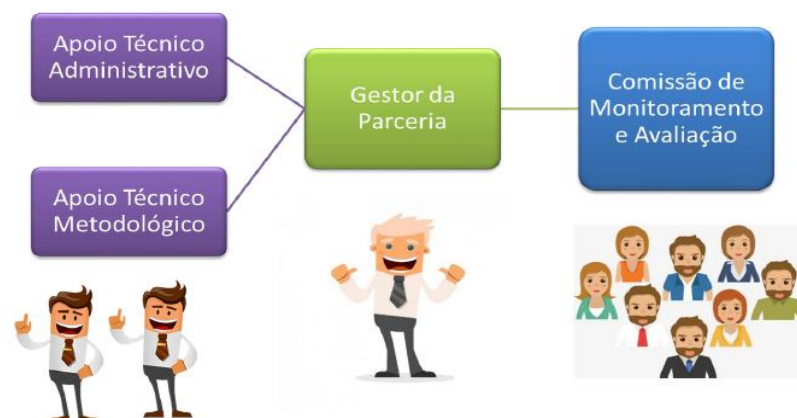 Apoio Técnico
Administrativo
Apoio Técnico
Metodológico
Gestor da
Parceria
Comissão de
Monitoramento
e Avaliação